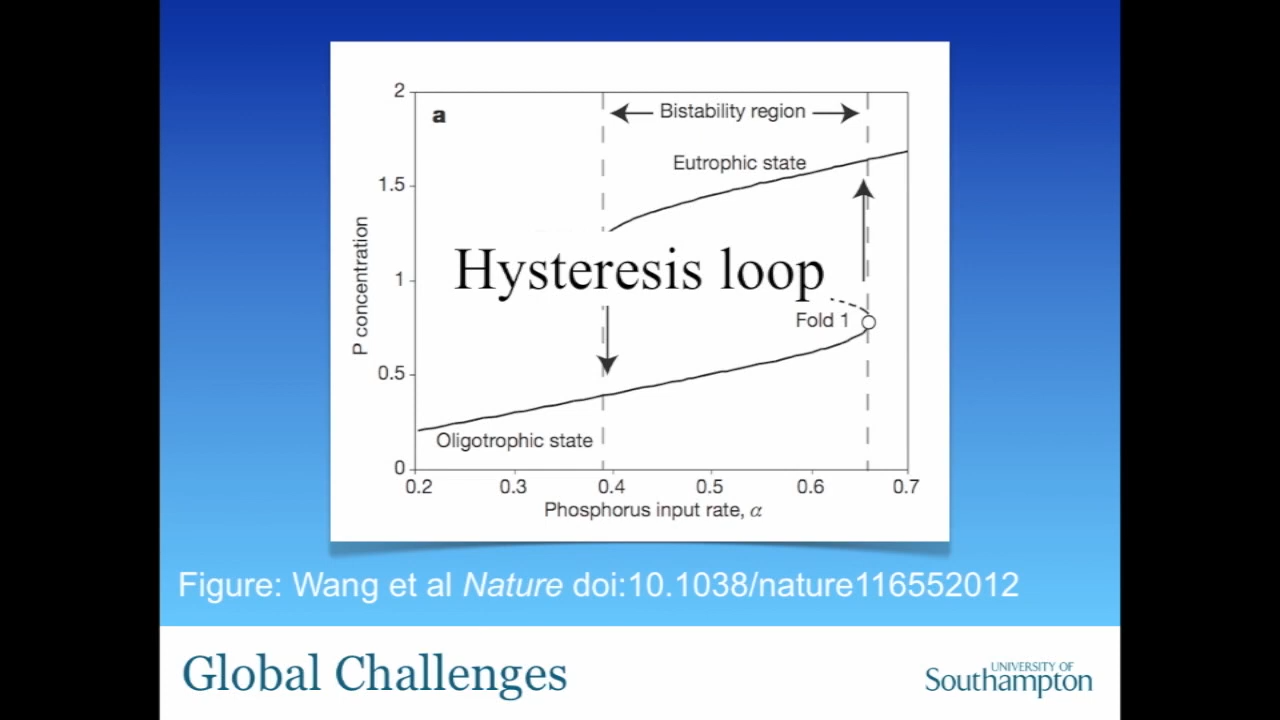 2
a
Bistability region
Eutrophic state
1.5
P concentration
Hysteresis loop
1
Fold 1
0.5
Oligotrophic state
0
0.2 0.3 0.4 0.5 0.6 0.7
Phosphorus input rate, α
Figure: Wang et al Nature doi:10.1038/nature116552012
Global Challenges
UNIVERSITY OF
Southampton